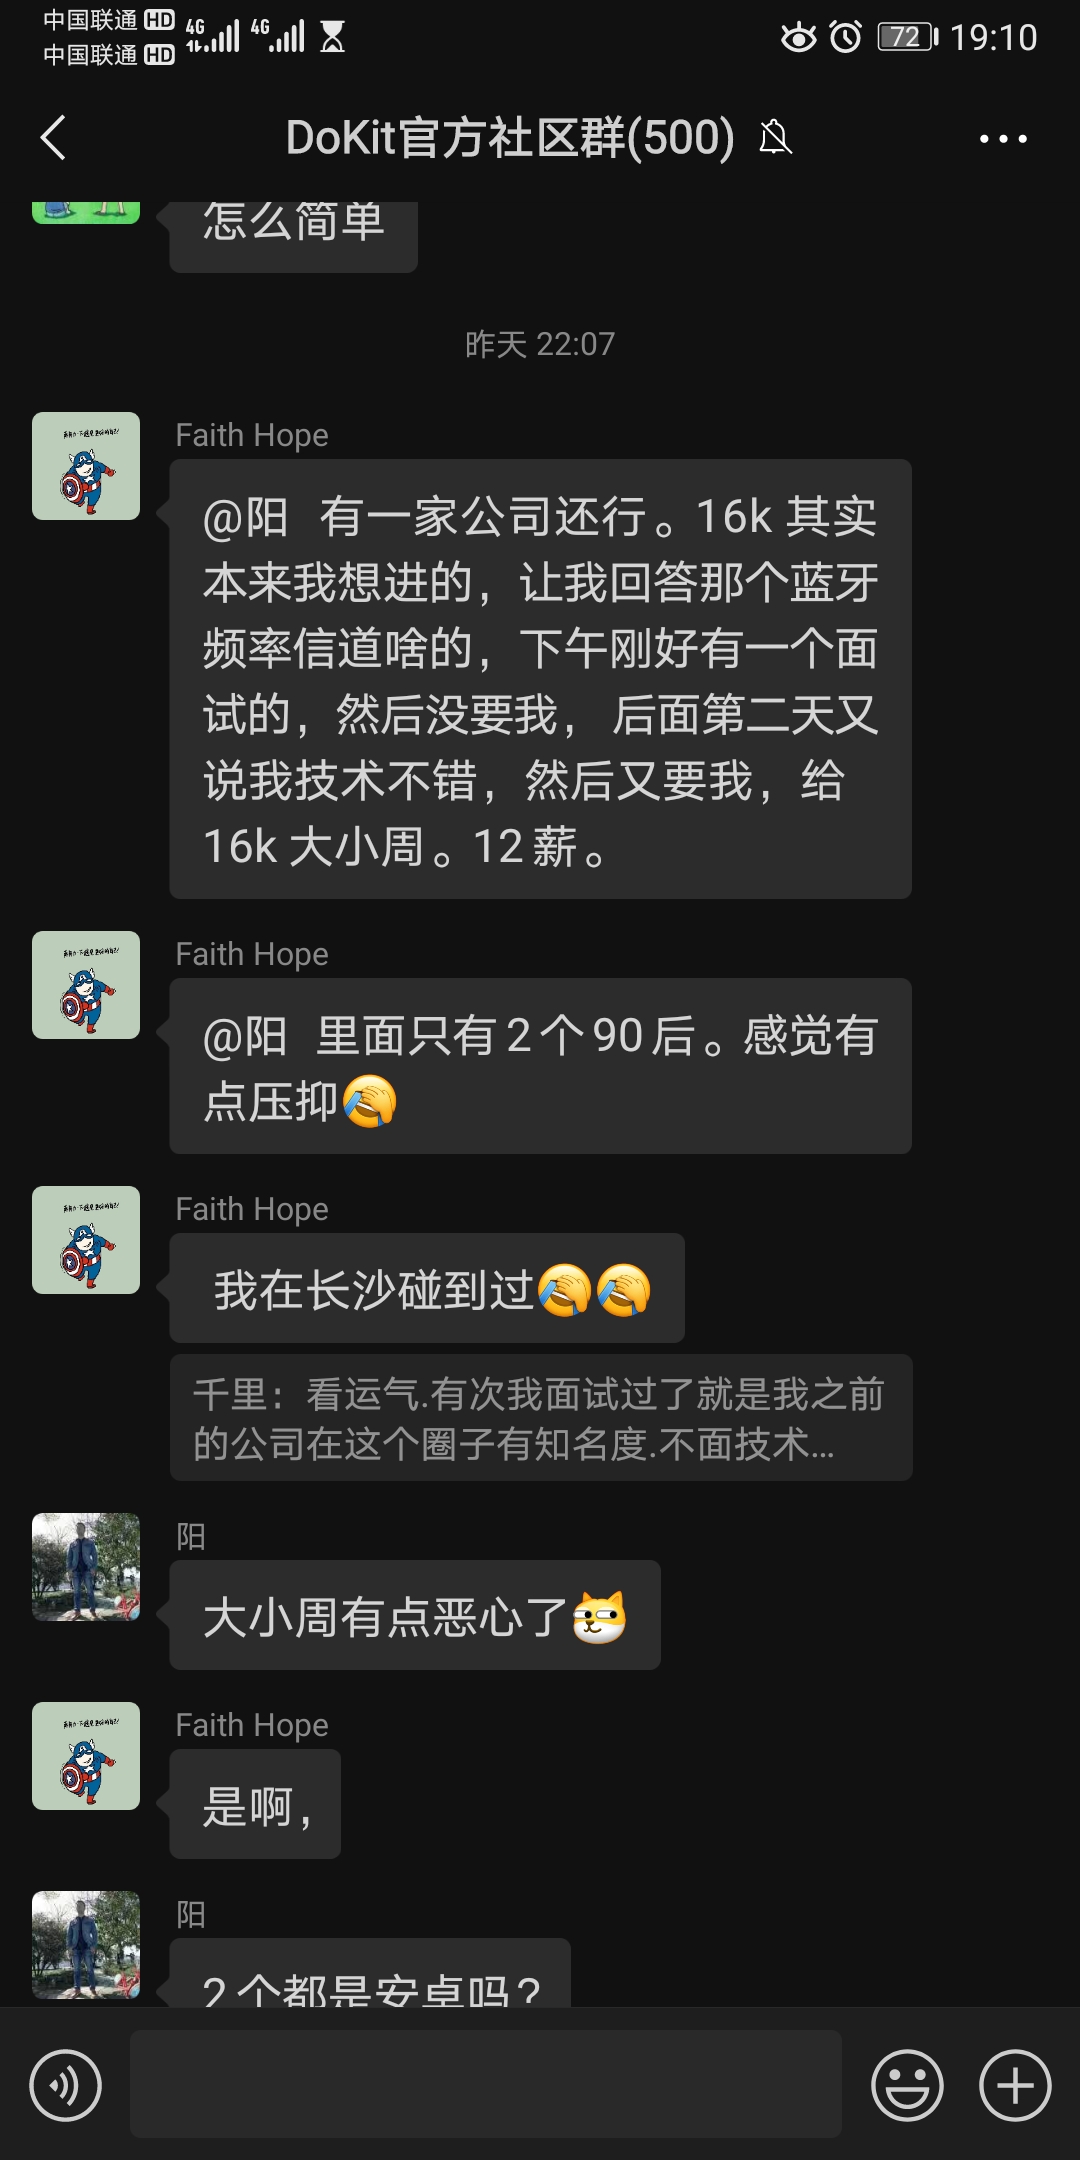 中国联通 HD 4G 4G 72 19:10
中国联通 HD
DoKit官方社区群(500)
怎么简单
昨天 22:07
Faith Hope
@阳 有一家公司还行。16k 其实
本来我想进的，让我回答那个蓝牙
频率信道啥的，下午刚好有一个面
试的，然后没要我， 后面第二天又
说我技术不错，然后又要我，给
16k 大小周。12 薪。
Faith Hope
@阳 里面只有 2 个 90 后。感觉有
点压抑🤦
Faith Hope
我在长沙碰到过🤦🤦
千里：看运气.有次我面试过了就是我之前
的公司在这个圈子有知名度.不面技术...
阳
大小周有点恶心了
Faith Hope
是啊，
阳
2 个都是安卓吗？